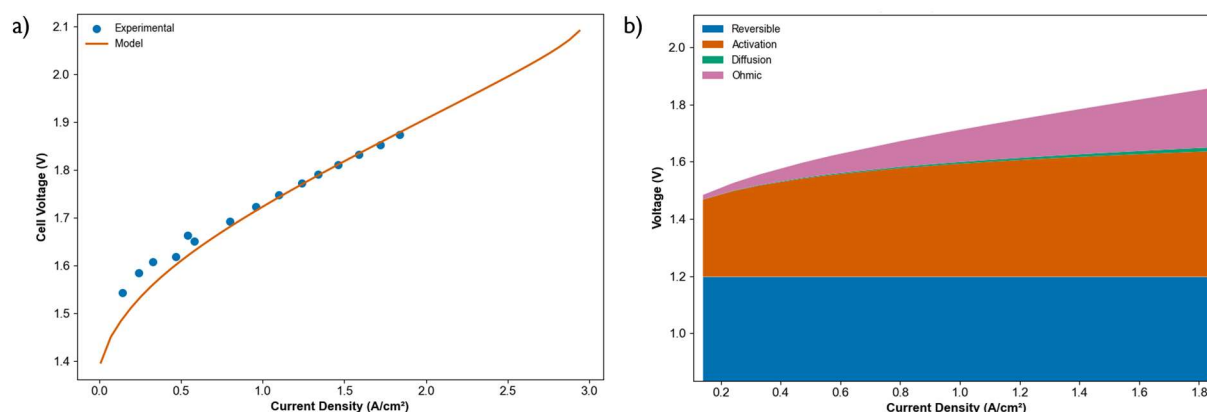 a)
Experimental
Model
2.1
2.0
1.9
1.8
1.7
1.6
1.5
1.4
Cell Voltage (V)
0.0 0.5 1.0 1.5 2.0 2.5 3.0
Current Density (A/cm²)
b)
Reversible
Activation
Diffusion
Ohmic
2.0
1.8
1.6
1.4
1.2
1.0
Voltage (V)
0.2 0.4 0.6 0.8 1.0 1.2 1.4 1.6 1.8
Current Density (A/cm²)